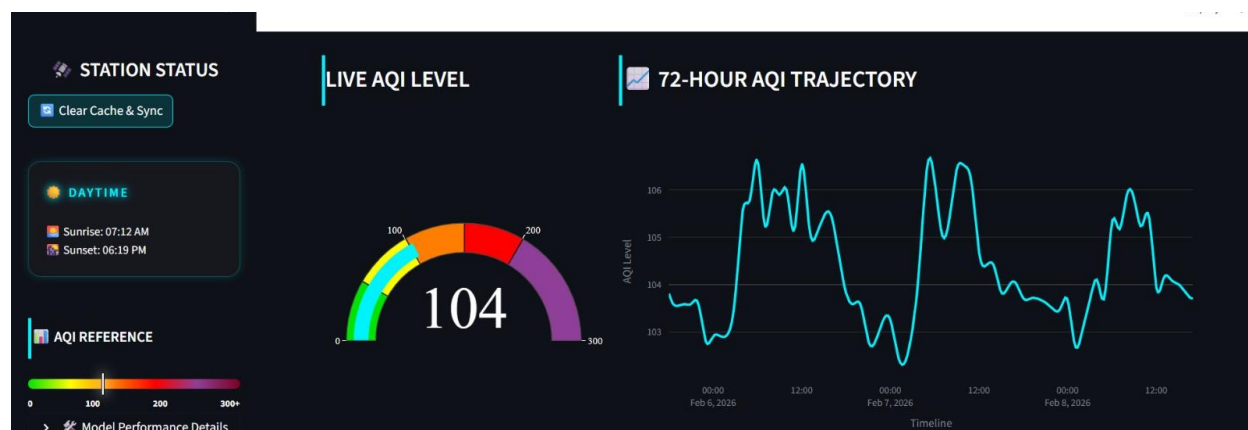 STATION STATUS
Clear Cache & Sync
DAYTIME
Sunrise: 07:12 AM
Sunset: 06:19 PM
AQI REFERENCE
0 100 200 300+
Model Performance Details
LIVE AQI LEVEL
100 200
104
0 300
72-HOUR AQI TRAJECTORY
AQI Level
106
105
104
103
00:00 12:00 00:00 12:00 00:00 12:00
Feb 6, 2026 Feb 7, 2026 Feb 8, 2026
Timeline